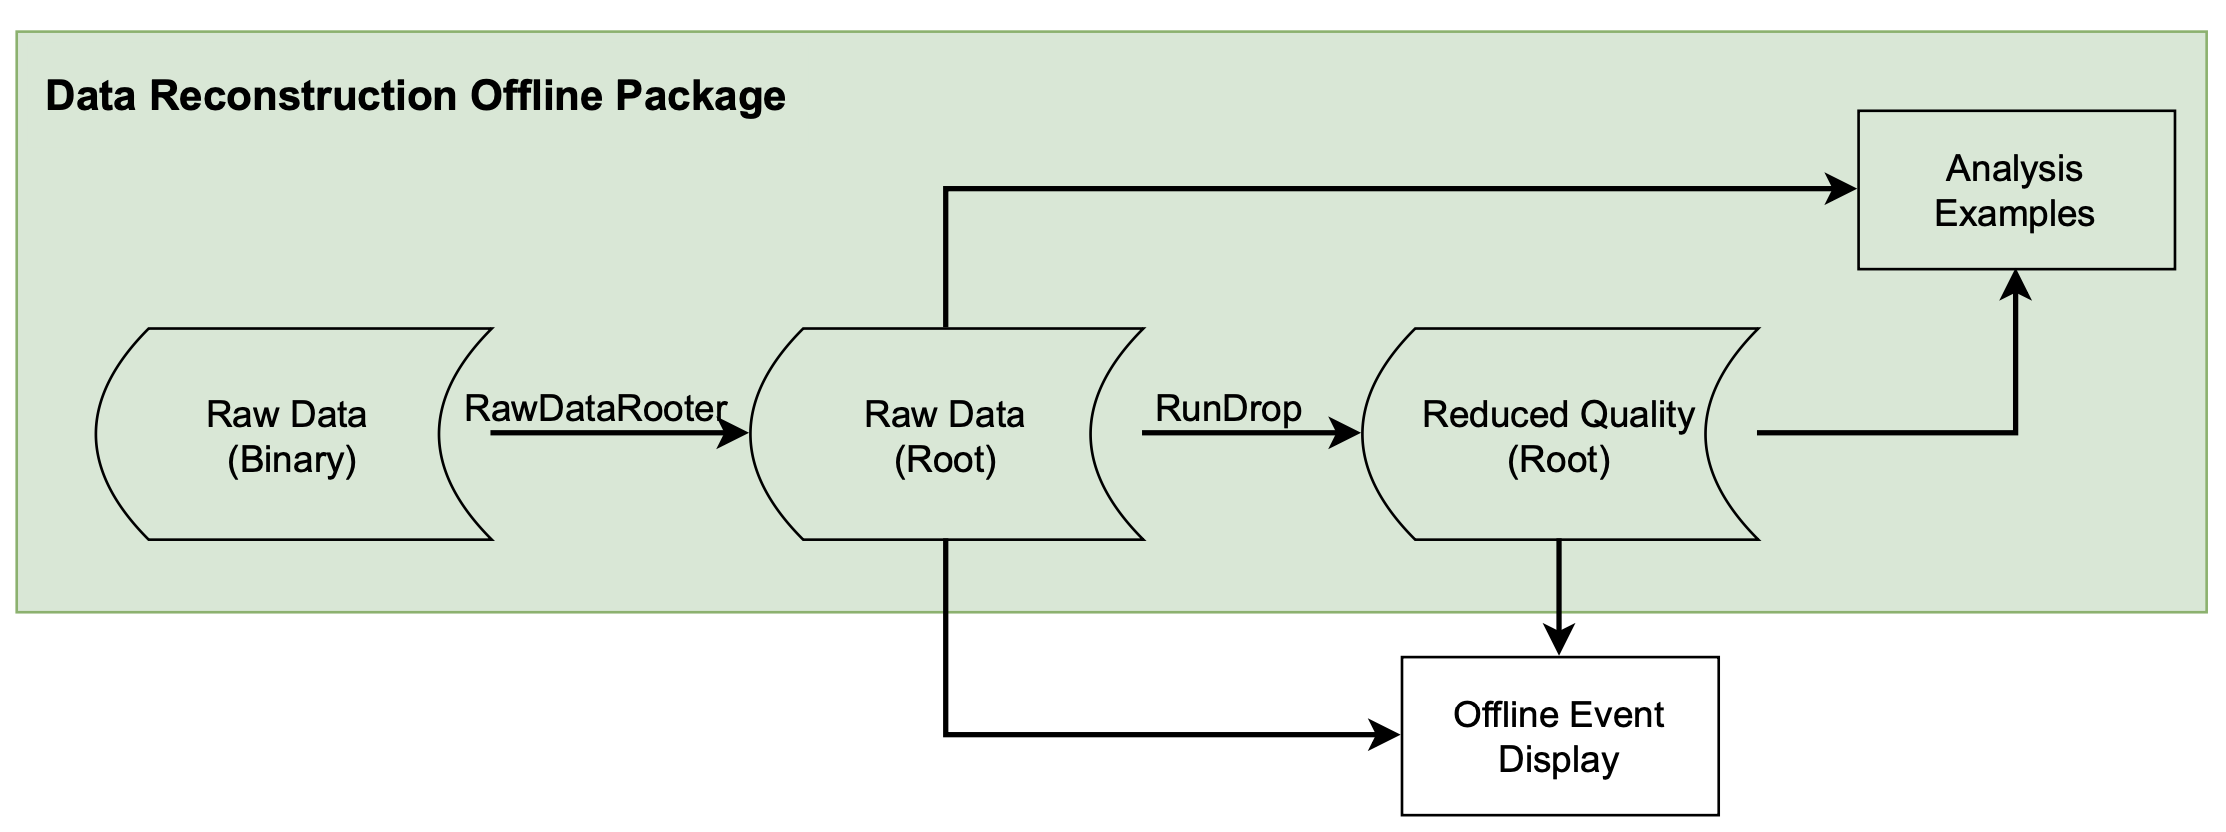 Data Reconstruction Offline Package
Analysis
Examples
Raw Data
(Binary)
RawDataRooter
Raw Data
(Root)
RunDrop
Reduced Quality
(Root)
Offline Event
Display